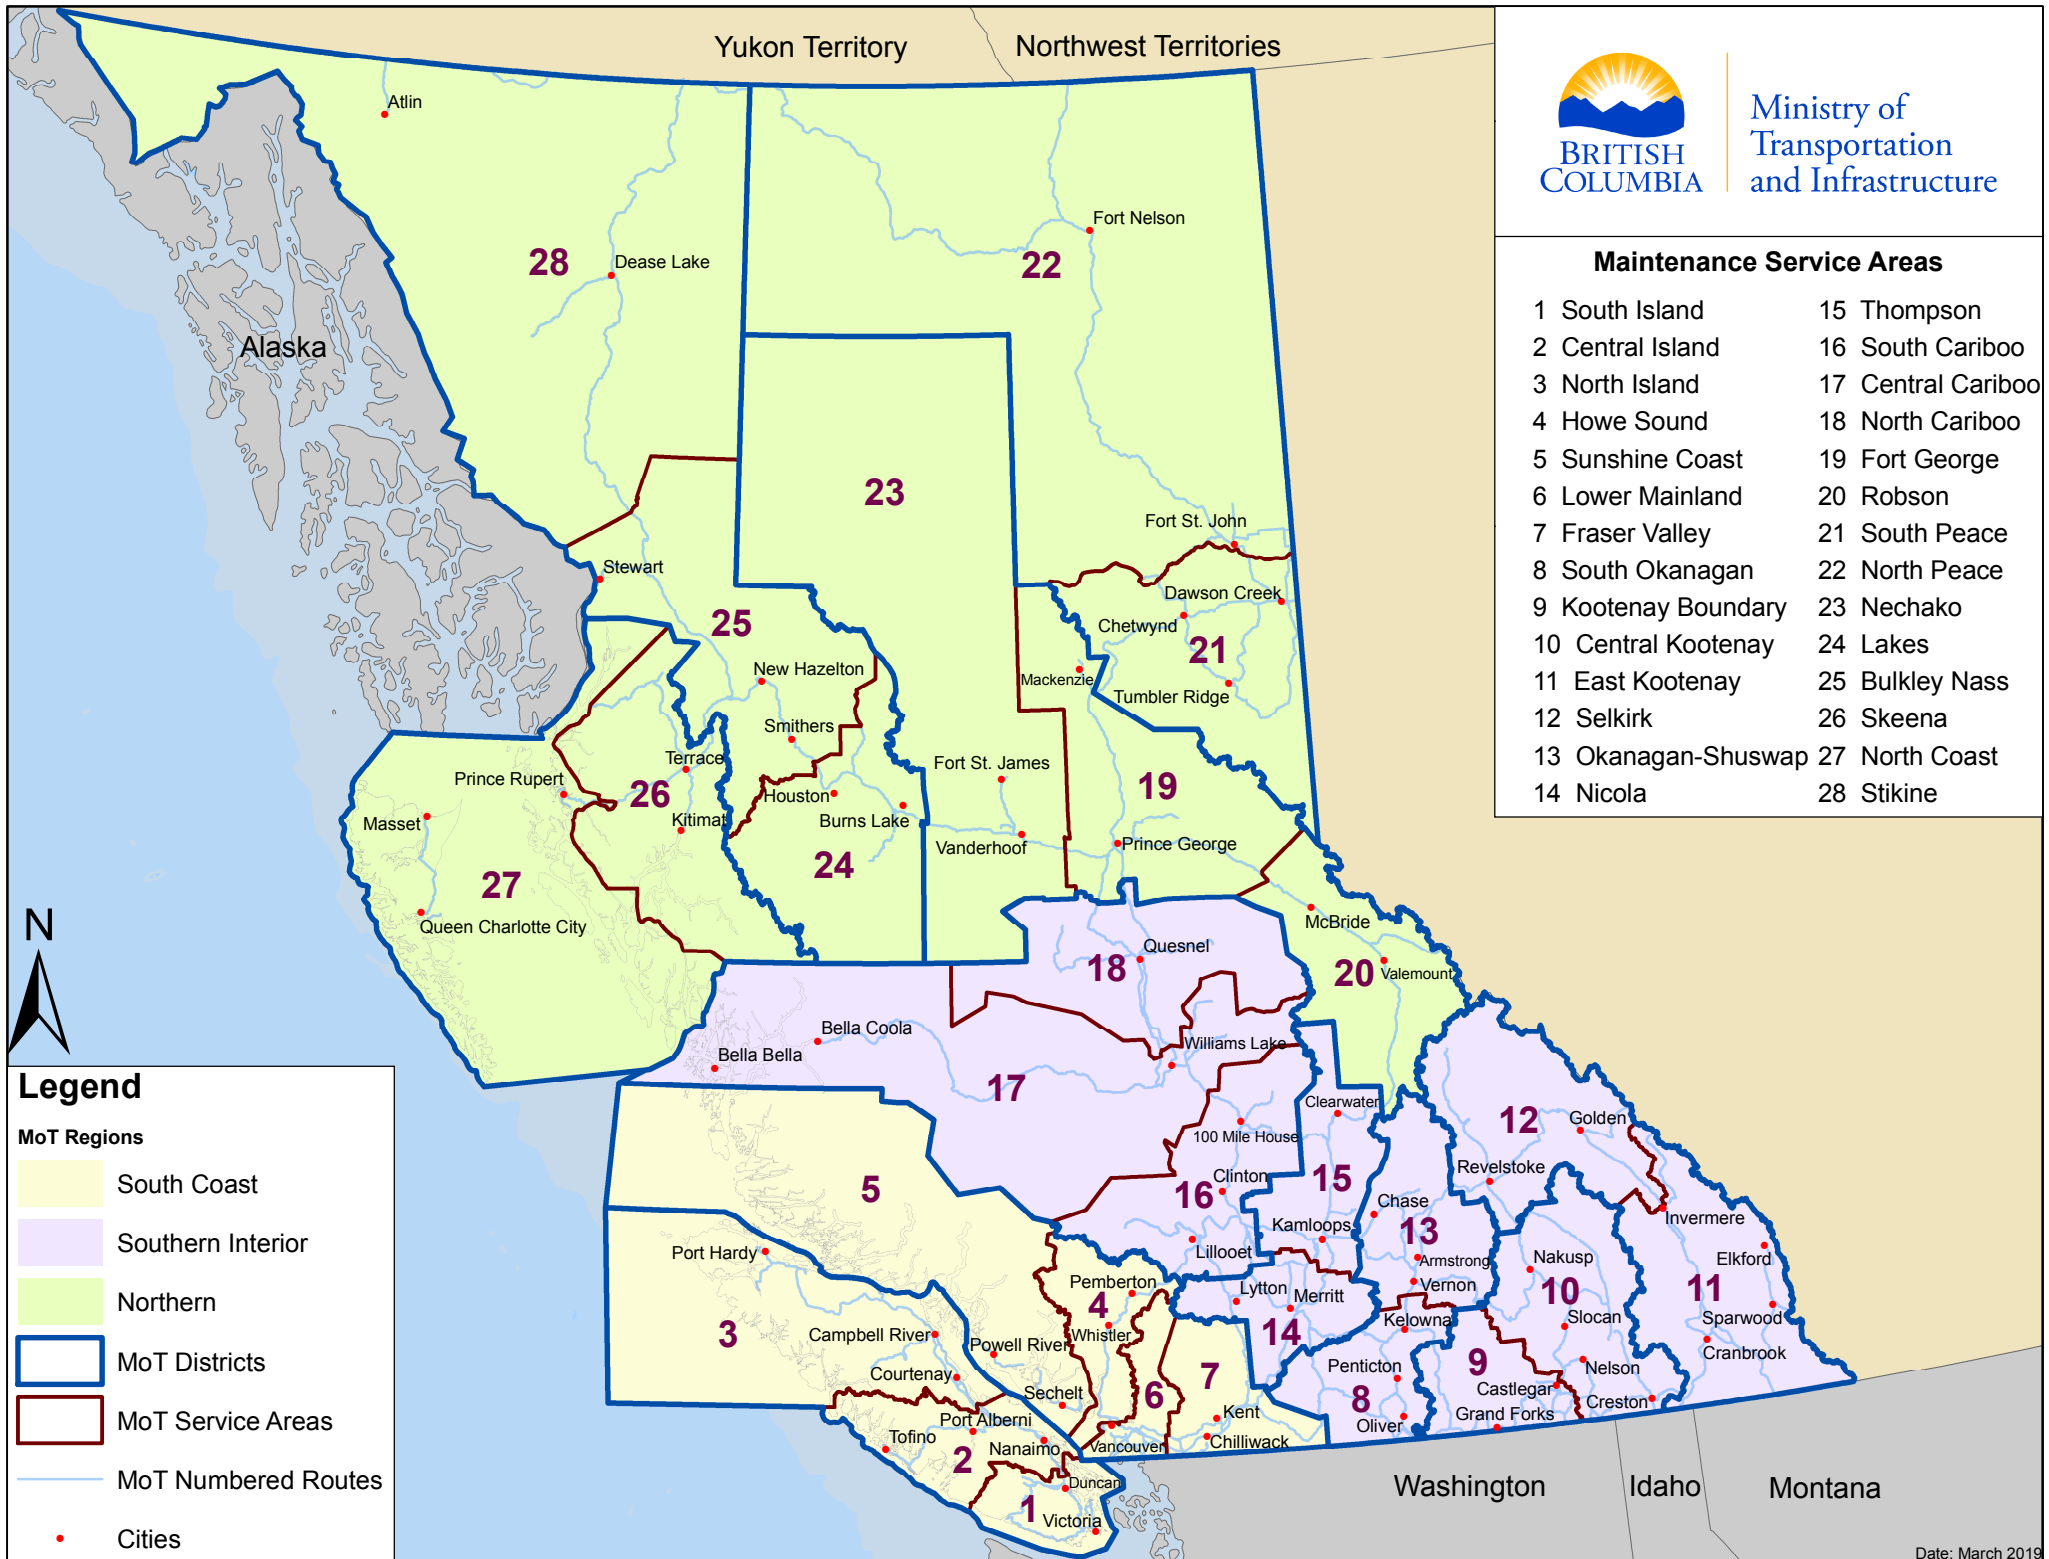 Yukon Territory
Northwest Territories
BRITISH
COLUMBIA
Ministry of
Transportation
and Infrastructure
Maintenance Service Areas
1 South Island
2 Central Island
3 North Island
4 Howe Sound
5 Sunshine Coast
6 Lower Mainland
7 Fraser Valley
8 South Okanagan
9 Kootenay Boundary
10 Central Kootenay
11 East Kootenay
12 Selkirk
13 Okanagan-Shuswap
14 Nicola
15 Thompson
16 South Cariboo
17 Central Cariboo
18 North Cariboo
19 Fort George
20 Robson
21 South Peace
22 North Peace
23 Nechako
24 Lakes
25 Bulkley Nass
26 Skeena
27 North Coast
28 Stikine
Atlin
Fort Nelson
28
Dease Lake
22
Alaska
23
Fort St. John
Stewart
Dawson Creek
25
Chetwynd
21
New Hazelton
Mackenzie
Tumbler Ridge
Smithers
Terrace
Fort St. James
Prince Rupert
26
Houston
19
Masset
Kitimat
Burns Lake
Vanderhoof
Prince George
24
27
Queen Charlotte City
McBride
Quesnel
18
20
Valemount
Bella Coola
Williams Lake
Bella Bella
17
Clearwater
12
Golden
100 Mile House
Revelstoke
5
Clinton
16
15
Chase
Invermere
Port Hardy
Kamloops
13
Lillooet
Armstrong
Nakusp
Elkford
Pemberton
Lytton
Vernon
10
11
4
Merritt
3
Whistler
14
Kelowna
Slocan
Sparwood
Campbell River
Powell River
Cranbrook
Courtenay
Penticton
9
Nelson
Sechelt
6
7
8
Castlegar
Creston
Port Alberni
Kent
Oliver
Grand Forks
Tofino
Nanaimo
Vancouver
Chilliwack
2
Duncan
1
Victoria
Washington
Idaho
Montana
N
Legend
MoT Regions
South Coast
Southern Interior
Northern
MoT Districts
MoT Service Areas
MoT Numbered Routes
Cities
Date: March 2019